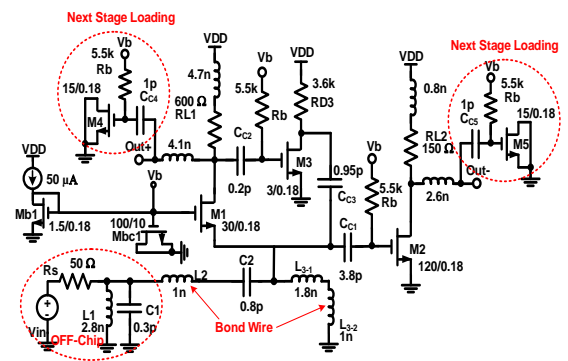 Next Stage Loading
Next Stage Loading
Vb
5.5k
Rb
1p
CC4
15/0.18
M4
Out+
4.1n
VDD
4.7n
600 Ω
RL1
Vb
5.5k
Rb
CC2
0.2p
VDD
3.6k
RD3
M3
3/0.18
0.95p
CC3
Vb
5.5k
Rb
CC1
3.8p
VDD
0.8n
RL2
150 Ω
Vb
5.5k
Rb
1p
CC5
15/0.18
M5
Out-
2.6n
M2
120/0.18
VDD
50 µA
Mb1
1.5/0.18
Vb
100/10
Mbc1
M1
30/0.18
Rs
50 Ω
Vin
L1
2.8n
C1
0.3p
OFF-Chip
L2
1n
C2
0.8p
L3-1
1.8n
L3-2
1n
Bond Wire